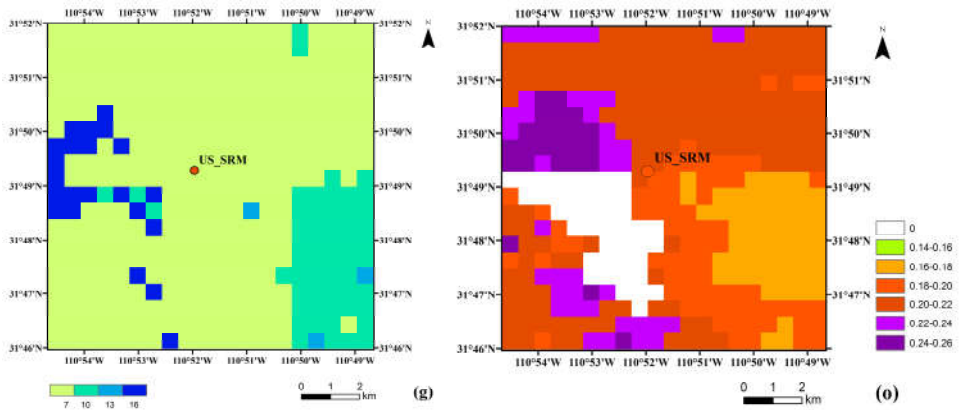 110°54'W 110°53'W 110°52'W 110°51'W 110°50'W 110°49'W
N
31°52'N 31°52'N
31°51'N 31°51'N
31°50'N 31°50'N
US_SRM
31°49'N 31°49'N
31°48'N 31°48'N
31°47'N 31°47'N
31°46'N 31°46'N
110°54'W 110°53'W 110°52'W 110°51'W 110°50'W 110°49'W
7 10 13 16
0 1 2
km
(g)
110°54'W 110°52'W 110°52'W 110°51'W 110°50'W 110°49'W
N
31°52'N 31°52'N
31°51'N 31°51'N
31°50'N 31°50'N
US_SRM
31°49'N 31°49'N
31°48'N 31°48'N
31°47'N 31°47'N
31°46'N 31°46'N
110°54'W 110°53'W 110°52'W 110°51'W 110°50'W 110°49'W
0
0.14-0.16
0.16-0.18
0.18-0.20
0.20-0.22
0.22-0.24
0.24-0.26
0 1 2
km
(o)